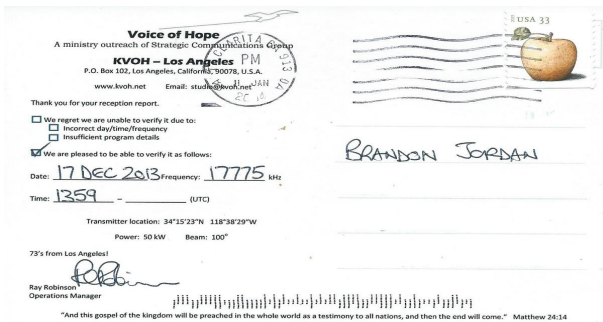 Voice of Hope
A ministry outreach of Strategic Communications Group
KVOH – Los Angeles
P.O. Box 102, Los Angeles, California, 90078, U.S.A.
www.kvoh.net Email: studio@kvoh.net
Thank you for your reception report.
We regret we are unable to verify it due to:
Incorrect day/time/frequency
Insufficient program details
We are pleased to be able to verify it as follows:
Date: 17 DEC 2013 Frequency: 17775 kHz
Time: 1359 – (UTC)
Transmitter location: 34°15'23"N 118°38'29"W
Power: 50 kW Beam: 100°
73's from Los Angeles!
Ray Robinson
Operations Manager
"And this gospel of the kingdom will be preached in the whole world as a testimony to all nations, and then the end will come." Matthew 24:14
CLARITA CA 913
PM
JAN
USA 33
BRANDON JORDAN